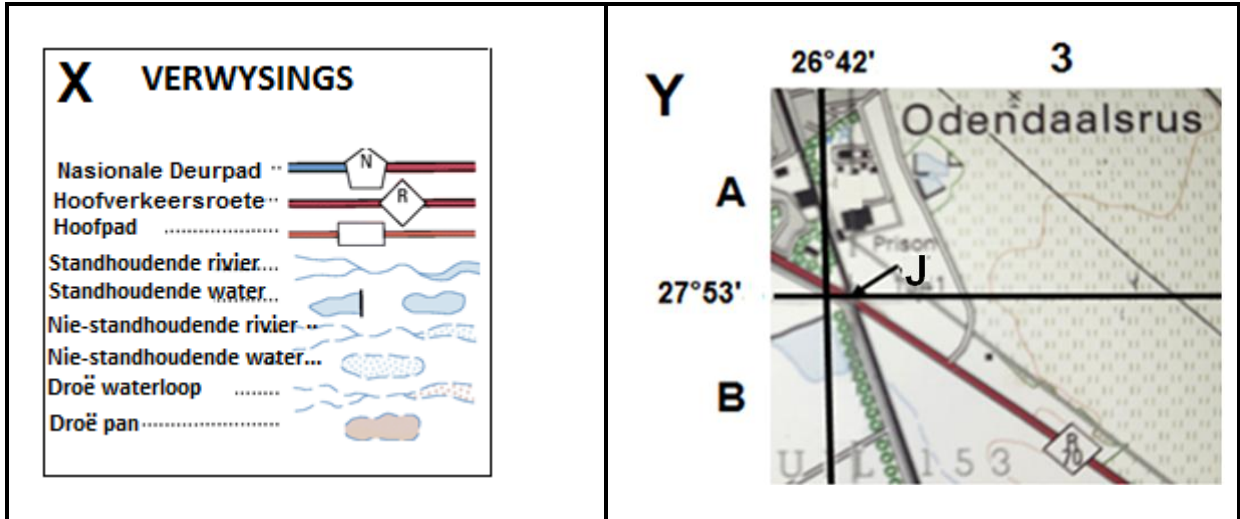 X VERWYSINGS
Nasionale Deurpad
N
Hoofverkeersroete
R
Hoofpad
Standhoudende rivier
Standhoudende water
Nie-standhoudende rivier
Nie-standhoudende water...
Droë waterloop
Droë pan
Y
26°42'
3
Odendaalsrus
A
Prison
J
27°53'
B
R
70
U L 153